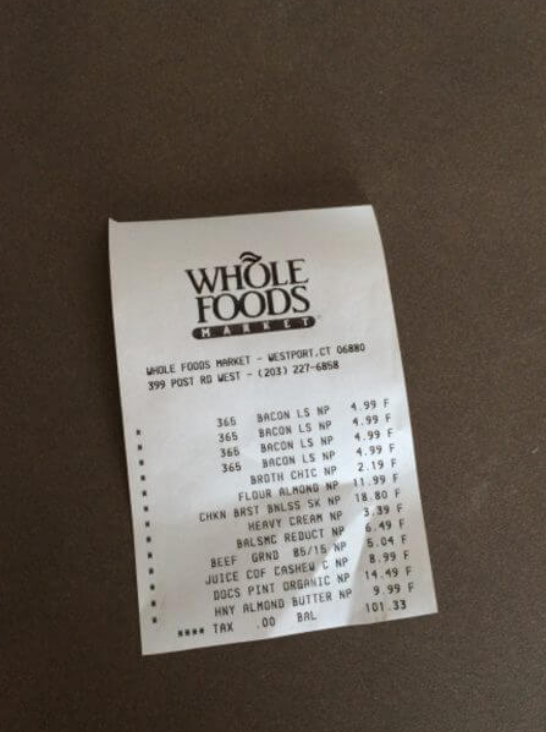 WHOLE
FOODS
MARKET
WHOLE FOODS MARKET - WESTPORT,CT 06880
399 POST RD WEST - (203) 227-6858
365 BACON LS NP 4.99 F
365 BACON LS NP 4.99 F
365 BACON LS NP 4.99 F
365 BACON LS NP 4.99 F
BROTH CHIC NP 2.19 F
FLOUR ALMOND NP 11.99 F
CHKN BRST BNLSS SK NP 18.80 F
HEAVY CREAM NP 3.39 F
BALSMC REDUCT NP 6.49 F
BEEF GRND 85/15 NP 5.04 F
JUICE COF CASHEW C NP 8.99 F
DOCS PINT ORGANIC NP 14.49 F
HNY ALMOND BUTTER NP 9.99 F
**** TAX .00 BAL 101.33